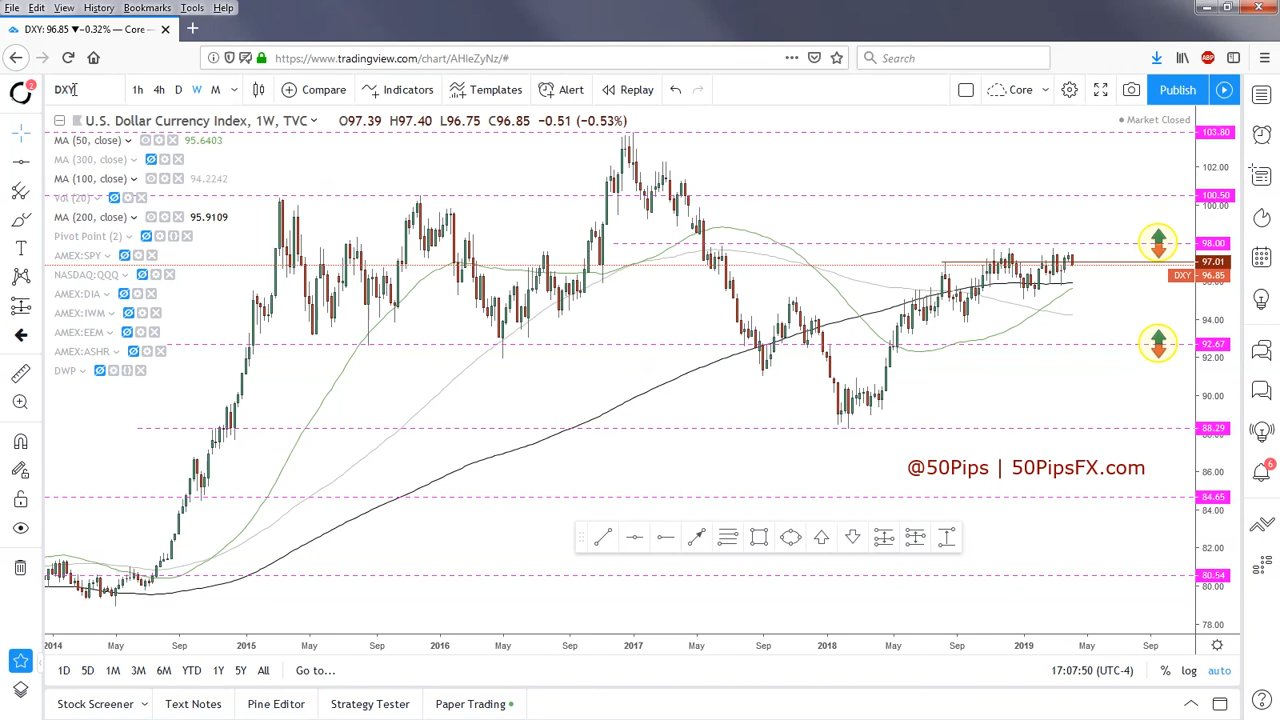 File Edit View History Bookmarks Tools Help
DXY: 96.85 ▼−0.32% — Core —
https://www.tradingview.com/chart/AHIeZyNz/#
Search
ABP
2
DXY
1h 4h D W M
Compare
Indicators
Templates
Alert
Replay
Core
Publish
U.S. Dollar Currency Index, 1W, TVC O97.39 H97.40 L96.75 C96.85 −0.51 (−0.53%)
Market Closed
MA (50, close) 95.6403
MA (300, close)
MA (100, close) 94.2242
Vol (20)
MA (200, close) 95.9109
Pivot Point (2)
AMEX:SPY
NASDAQ:QQQ
AMEX:DIA
AMEX:IWM
AMEX:EEM
AMEX:ASHR
DWP
103.80
102.00
100.50
100.00
98.00
97.01
DXY 96.85
96.00
94.00
92.67
92.00
90.00
88.29
88.00
86.00
84.65
84.00
82.00
80.54
80.00
78.00
@50Pips | 50PipsFX.com
2014 May Sep 2015 May Sep 2016 May Sep 2017 May Sep 2018 May Sep 2019 May Sep
1D 5D 1M 3M 6M YTD 1Y 5Y All Go to... 17:07:50 (UTC-4) % log auto
Stock Screener Text Notes Pine Editor Strategy Tester Paper Trading
6